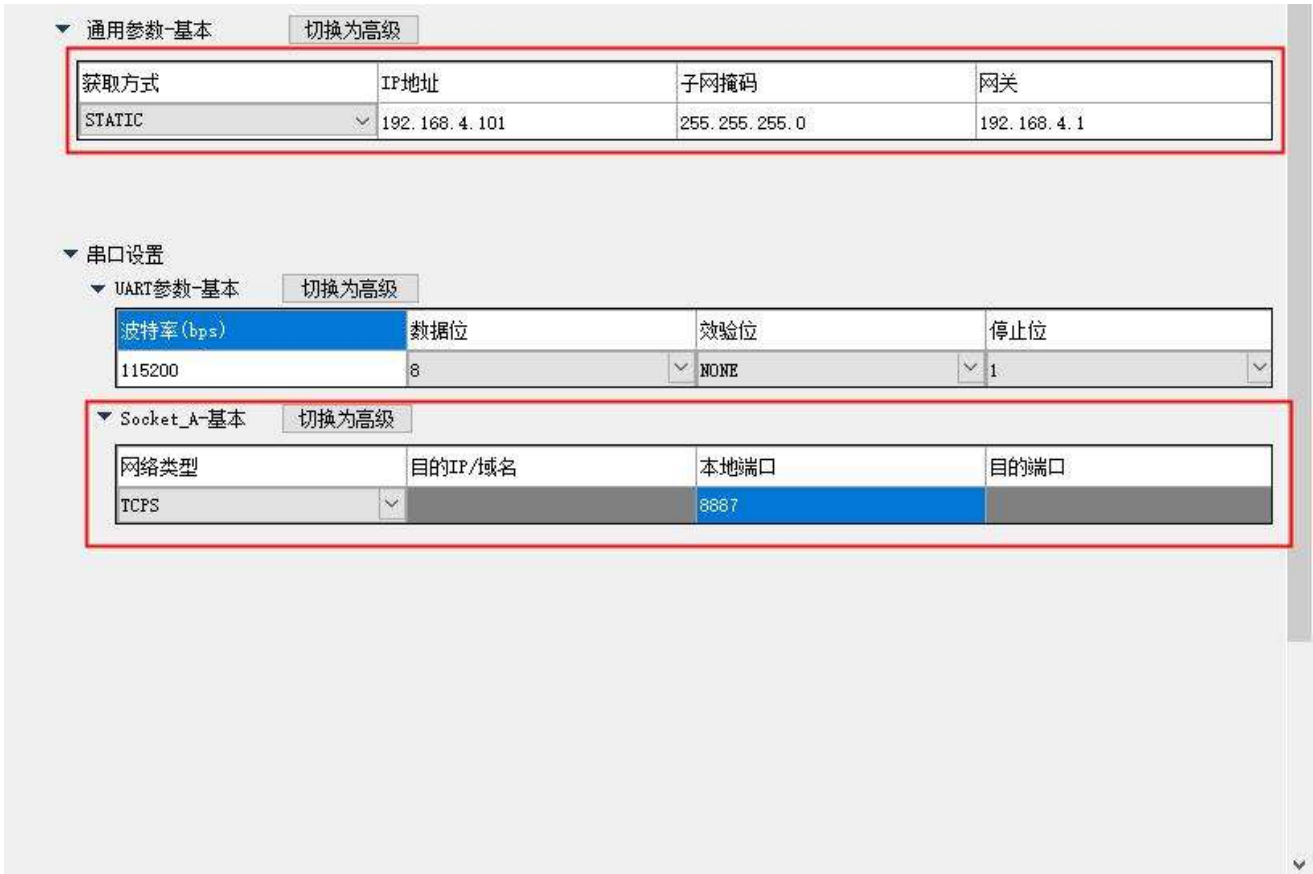 通用参数-基本 切换为高级
获取方式 IP地址 子网掩码 网关
STATIC 192.168.4.101 255.255.255.0 192.168.4.1
串口设置
UART参数-基本 切换为高级
波特率(bps) 数据位 效验位 停止位
115200 8 NONE 1
Socket_A-基本 切换为高级
网络类型 目的IP/域名 本地端口 目的端口
TCPS 8887